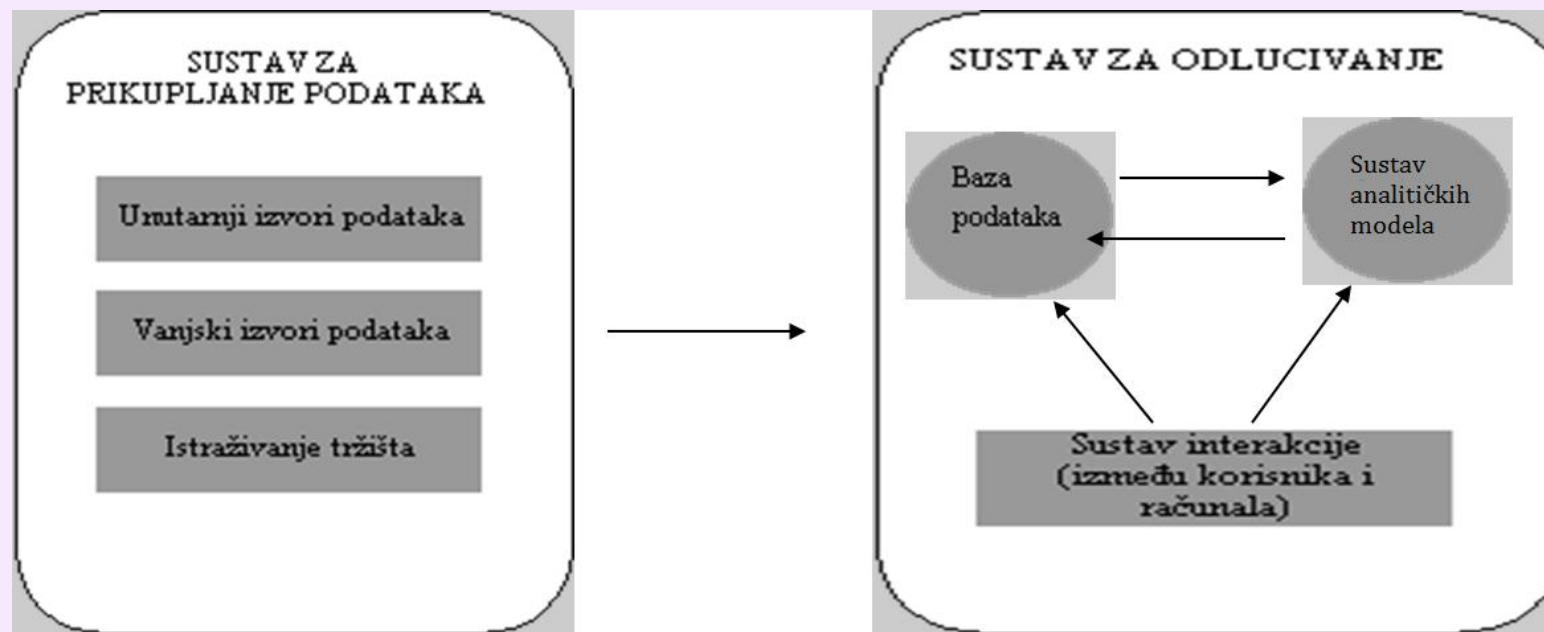 SUSTAV ZA
PRIKUPLJANJE PODATAKA
Unutarnji izvori podataka
Vanjski izvori podataka
Istraživanje tržišta
SUSTAV ZA ODLUCIVANJE
Baza
podataka
Sustav
analitičkih
modela
Sustav interakcije
(između korisnika i
računala)